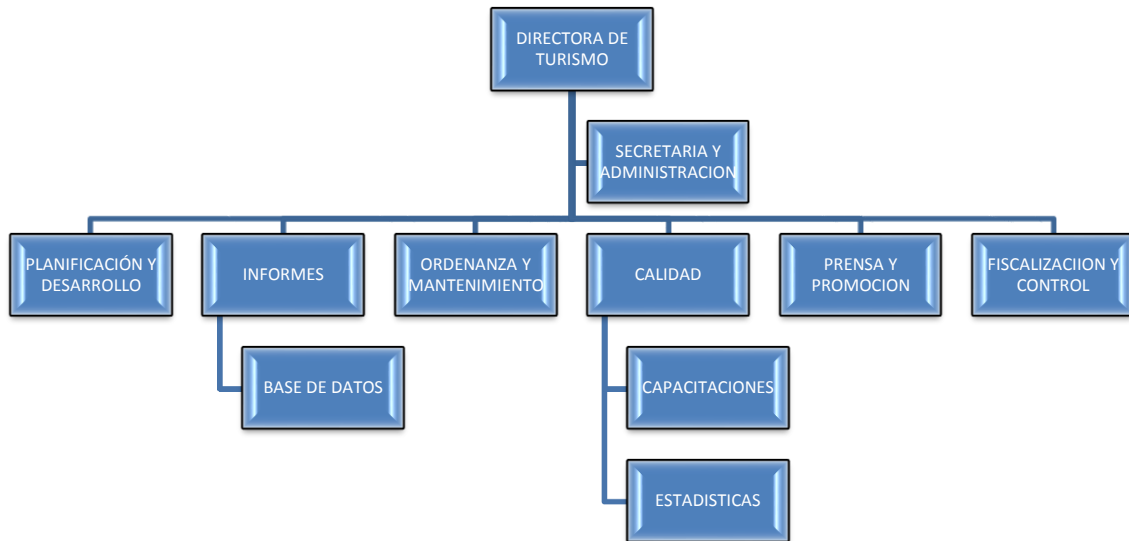 DIRECTORA DE
TURISMO
SECRETARIA Y
ADMINISTRACION
PLANIFICACIÓN Y
DESARROLLO
INFORMES
ORDENANZA Y
MANTENIMIENTO
CALIDAD
PRENSA Y
PROMOCION
FISCALIZACIION Y
CONTROL
BASE DE DATOS
CAPACITACIONES
ESTADISTICAS